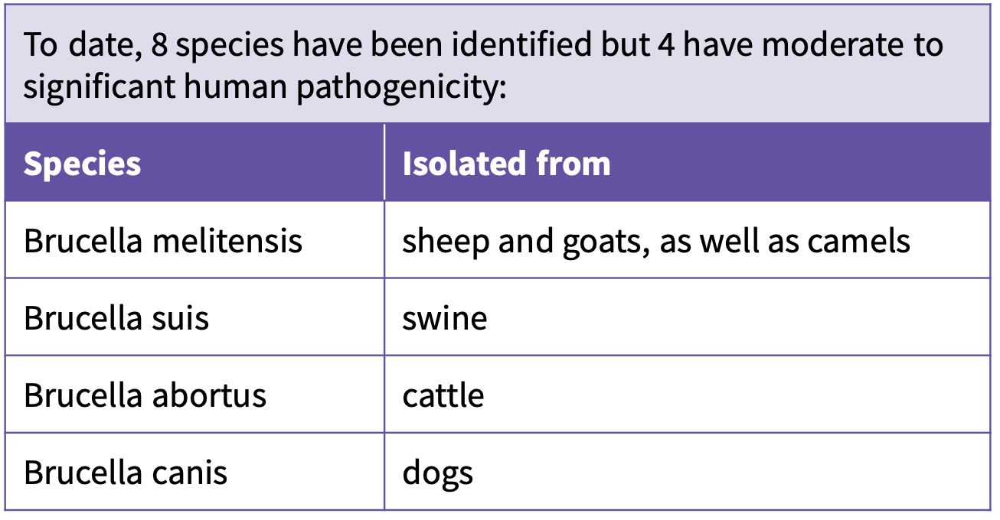 To date, 8 species have been identified but 4 have moderate to
significant human pathogenicity:
Species Isolated from
Brucella melitensis sheep and goats, as well as camels
Brucella suis swine
Brucella abortus cattle
Brucella canis dogs